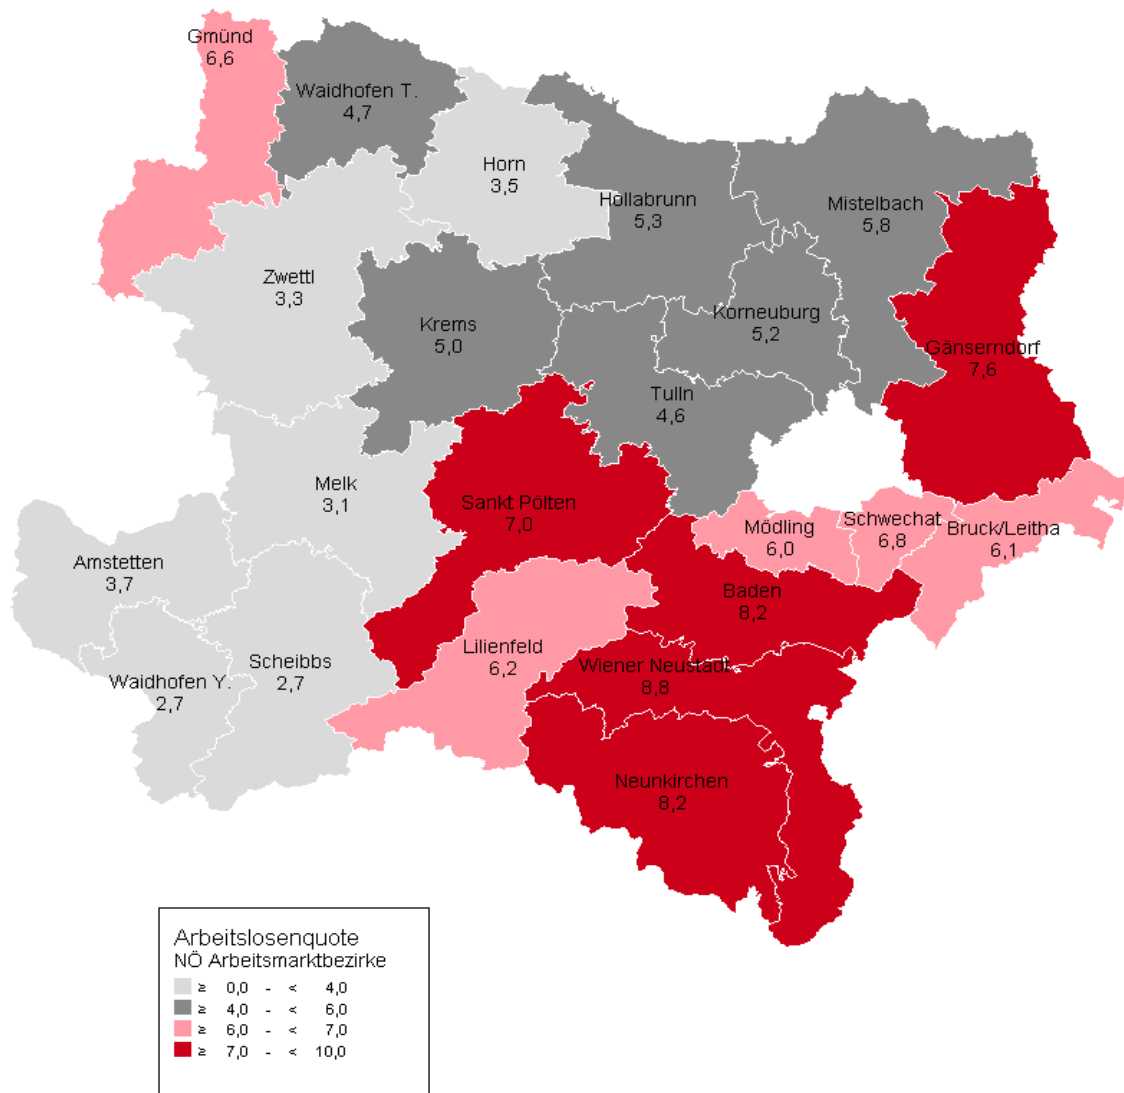 Gmünd
6,6
Waidhofen T.
4,7
Horn
3,5
Hollabrunn
5,3
Mistelbach
5,8
Zwettl
3,3
Krems
5,0
Korneuburg
5,2
Gänserndorf
7,6
Tulln
4,6
Melk
3,1
Sankt Pölten
7,0
Mödling
6,0
Schwechat
6,8
Bruck/Leitha
6,1
Amstetten
3,7
Baden
8,2
Lilienfeld
6,2
Scheibbs
2,7
Wiener Neustadt
8,8
Waidhofen Y.
2,7
Neunkirchen
8,2
Arbeitslosenquote
NÖ Arbeitsmarktbezirke
≥ 0,0 - < 4,0
≥ 4,0 - < 6,0
≥ 6,0 - < 7,0
≥ 7,0 - < 10,0